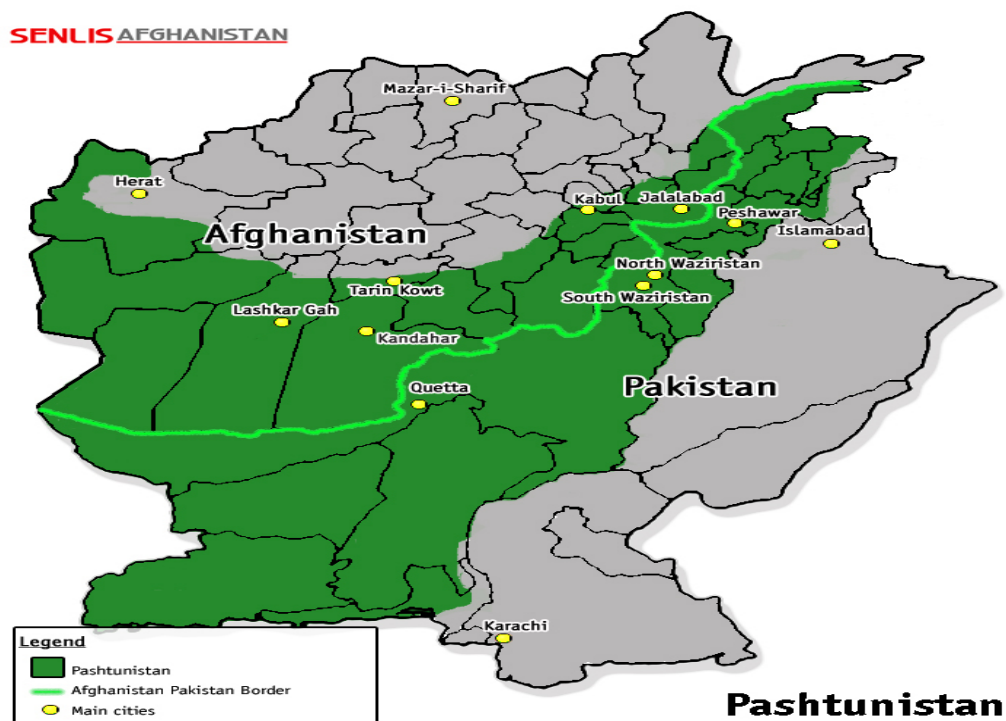 SENLIS AFGHANISTAN
Mazar-i-Sharif
Herat
Kabul
Jalalabad
Peshawar
Islamabad
Afghanistan
North Waziristan
Tarin Kowt
South Waziristan
Lashkar Gah
Kandahar
Quetta
Pakistan
Karachi
Legend
Pashtunistan
Afghanistan Pakistan Border
Main cities
Pashtunistan